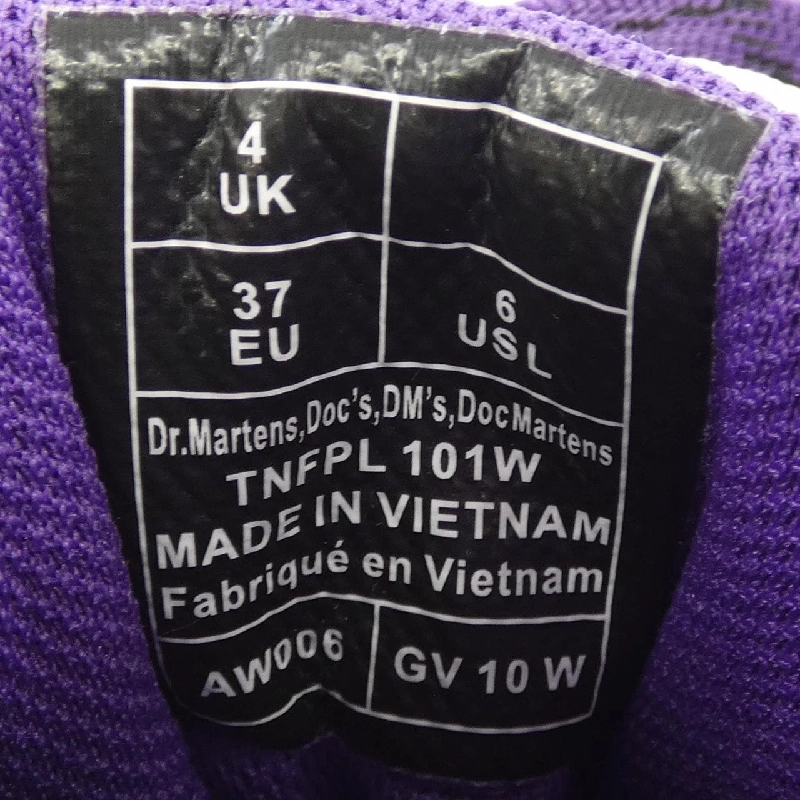 4
UK
37
EU
6
USL
Dr.Martens,Doc's,DM's,DocMartens
TNFPL 101W
MADE IN VIETNAM
Fabriqué en Vietnam
AW006
GV 10 W